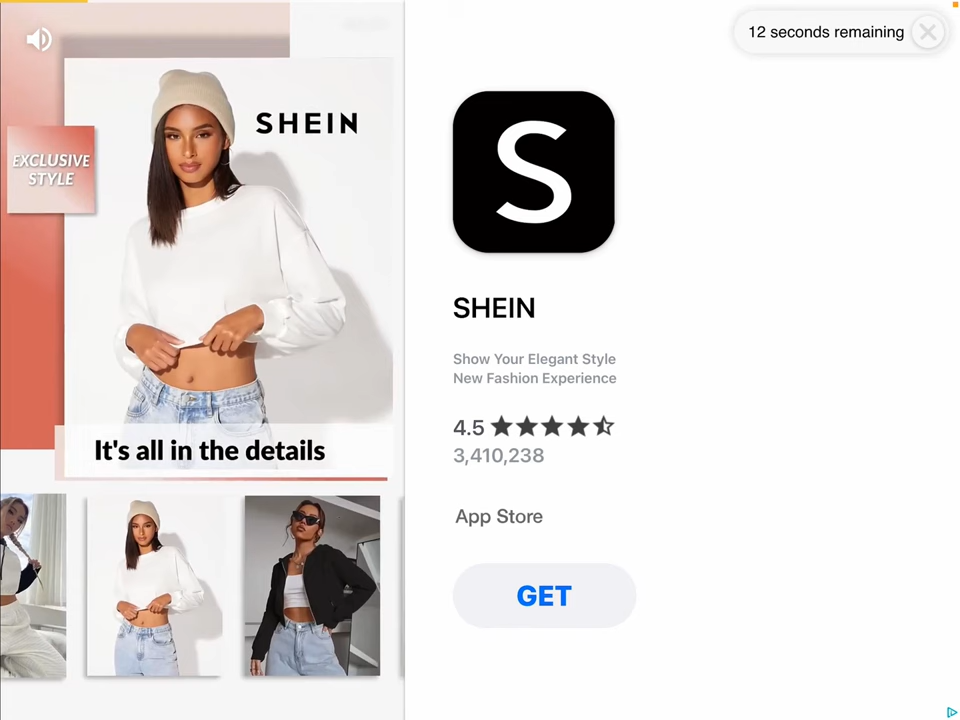 12 seconds remaining
SHEIN
EXCLUSIVE
STYLE
It's all in the details
S
SHEIN
Show Your Elegant Style
New Fashion Experience
4.5
3,410,238
App Store
GET